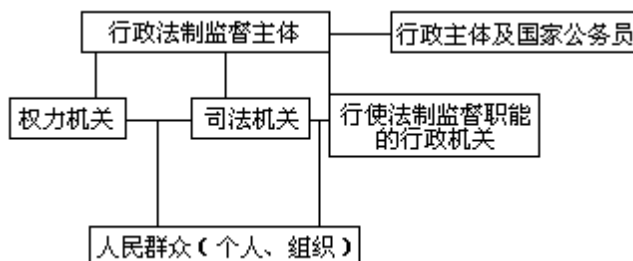 行政法制监督主体
行政主体及国家公务员
权力机关
司法机关
行使法制监督职能
的行政机关
人民群众（个人、组织）